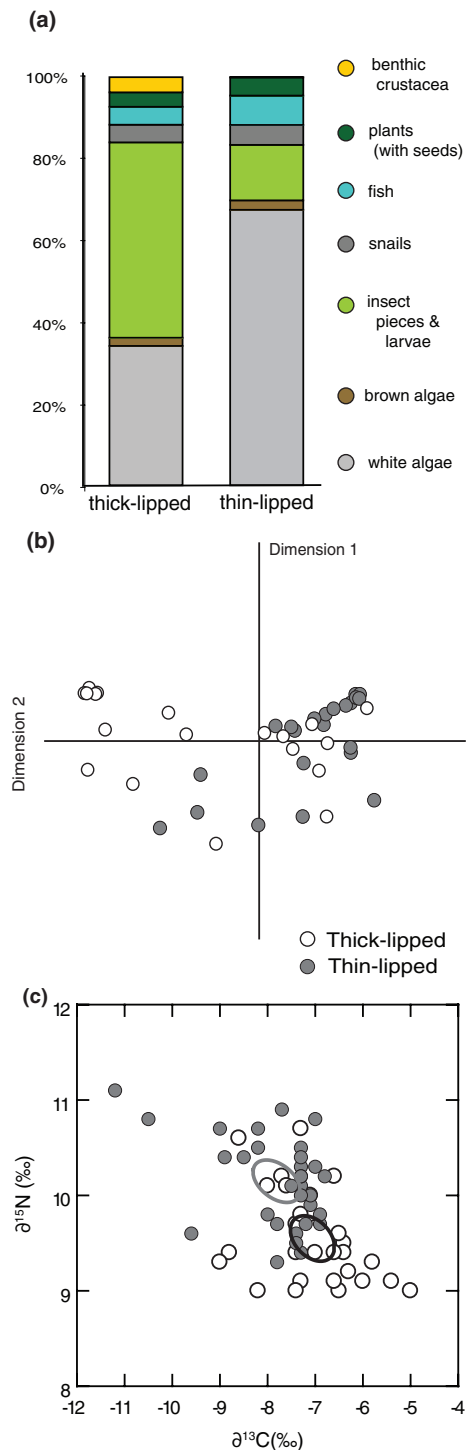 (a)
100%
80%
60%
40%
20%
0%
thick-lipped
thin-lipped
benthic
crustacea
plants
(with seeds)
fish
snails
insect
pieces &
larvae
brown algae
white algae
(b)
Dimension 1
Dimension 2
Thick-lipped
Thin-lipped
(c)
12
11
10
9
8
∂15N (‰)
-12 -11 -10 -9 -8 -7 -6 -5 -4
∂13C(‰)